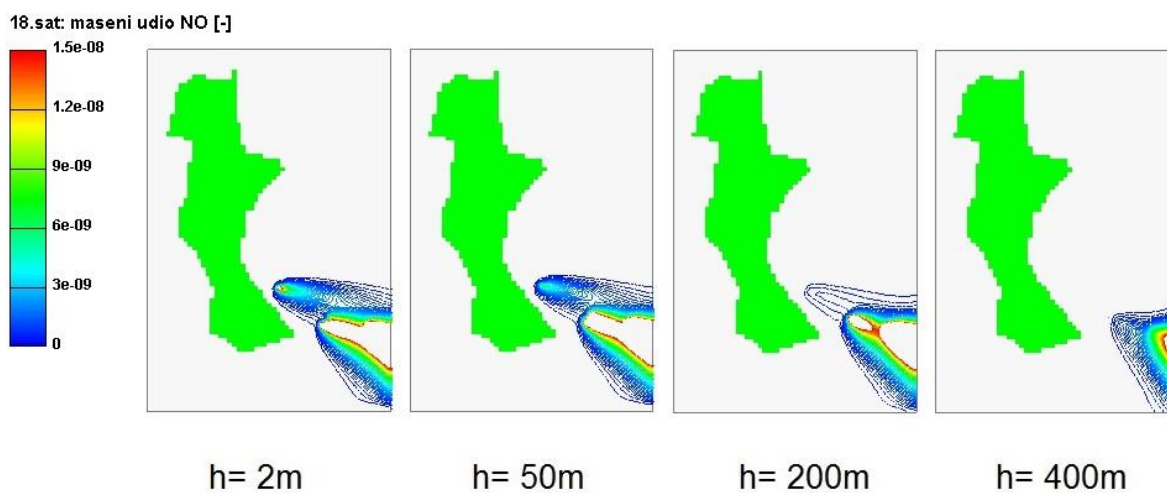 18.sat: maseni udio NO [-]
1.5e-08
1.2e-08
9e-09
6e-09
3e-09
0
h= 2m
h= 50m
h= 200m
h= 400m